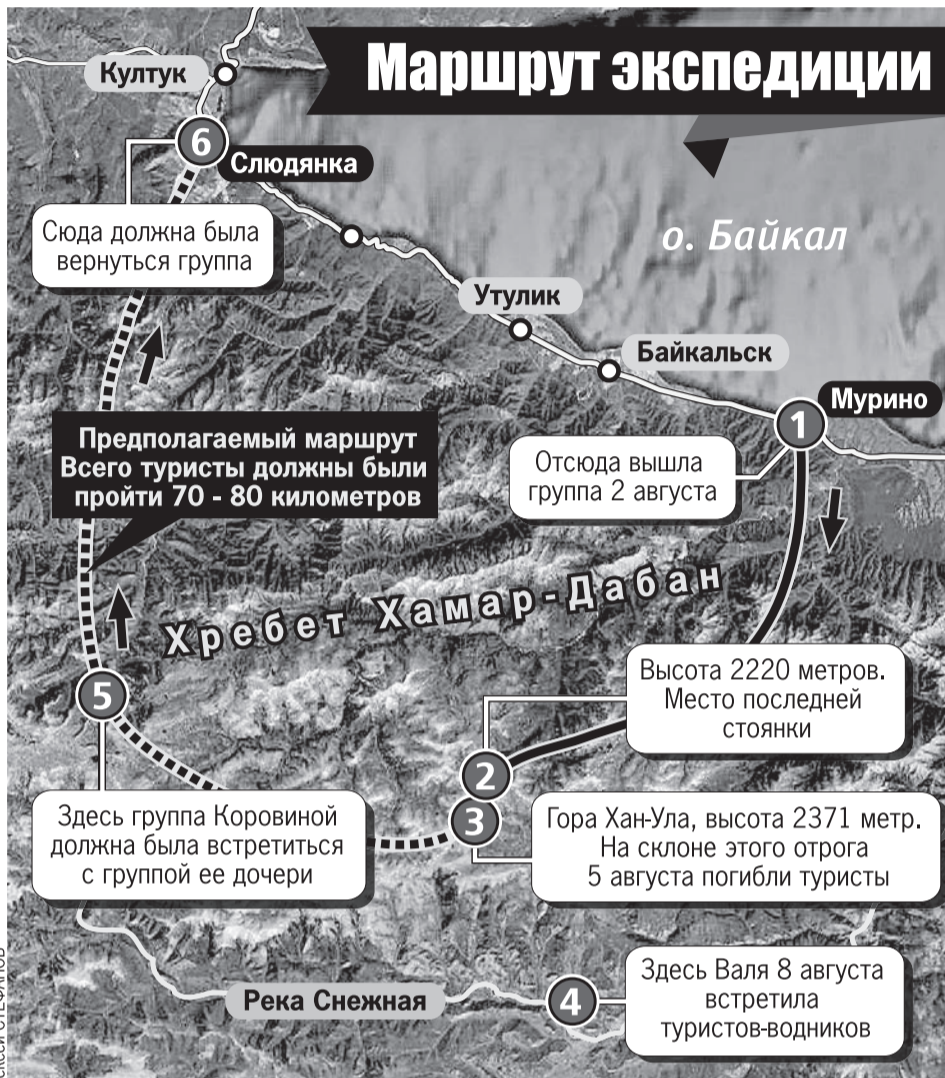 Маршрут экспедиции
Култук
6
Слюдянка
Сюда должна была
вернуться группа
о. Байкал
Утулик
Байкальск
Мурино
1
Отсюда вышла
группа 2 августа
Предполагаемый маршрут
Всего туристы должны были
пройти 70 - 80 километров
Хребет Хамар-Дабан
5
Высота 2220 метров.
Место последней
стоянки
2
3
Здесь группа Коровиной
должна была встретиться
с группой ее дочери
Гора Хан-Ула, высота 2371 метр.
На склоне этого отрога
5 августа погибли туристы
Река Снежная
4
Здесь Валя 8 августа
встретила
туристов-водников